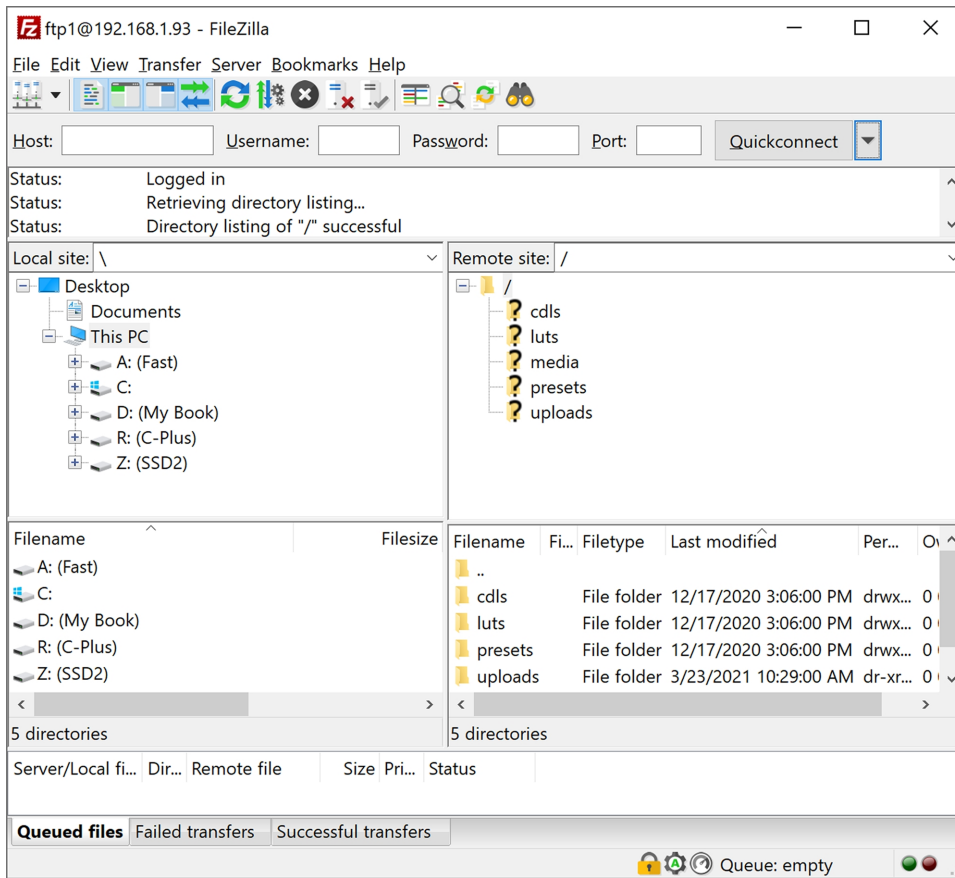 ftp1@192.168.1.93 - FileZilla
File Edit View Transfer Server Bookmarks Help
Host: Username: Password: Port: Quickconnect
Status: Logged in
Status: Retrieving directory listing...
Status: Directory listing of "/" successful
Local site: \
Desktop
Documents
This PC
A: (Fast)
C:
D: (My Book)
R: (C-Plus)
Z: (SSD2)
Remote site: /
/
cdls
luts
media
presets
uploads
Filename Filesize
A: (Fast)
C:
D: (My Book)
R: (C-Plus)
Z: (SSD2)
5 directories
Filename Fi... Filetype Last modified Per...
..
cdls File folder 12/17/2020 3:06:00 PM drwx... 0
luts File folder 12/17/2020 3:06:00 PM drwx... 0
presets File folder 12/17/2020 3:06:00 PM drwx... 0
uploads File folder 3/23/2021 10:29:00 AM dr-xr... 0
5 directories
Server/Local fi... Dir... Remote file Size Pri... Status
Queued files Failed transfers Successful transfers
Queue: empty